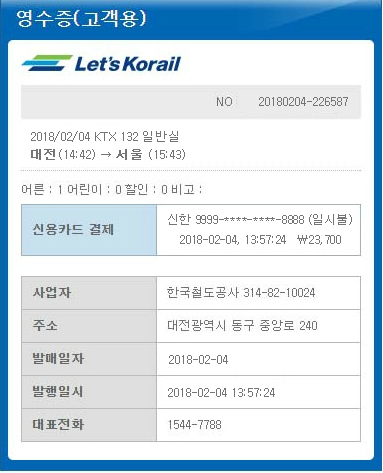 영수증(고객용)
Let's Korail
NO 20180204-226587
2018/02/04 KTX 132 일반실
대전(14:42) → 서울 (15:43)
어른 : 1 어린이 : 0 할인 : 0 비고 :
신용카드 결제
신한 9999-****-****-8888 (일시불)
2018-02-04, 13:57:24 ₩23,700
사업자 한국철도공사 314-82-10024
주소 대전광역시 동구 중앙로 240
발매일자 2018-02-04
발행일시 2018-02-04 13:57:24
대표전화 1544-7788